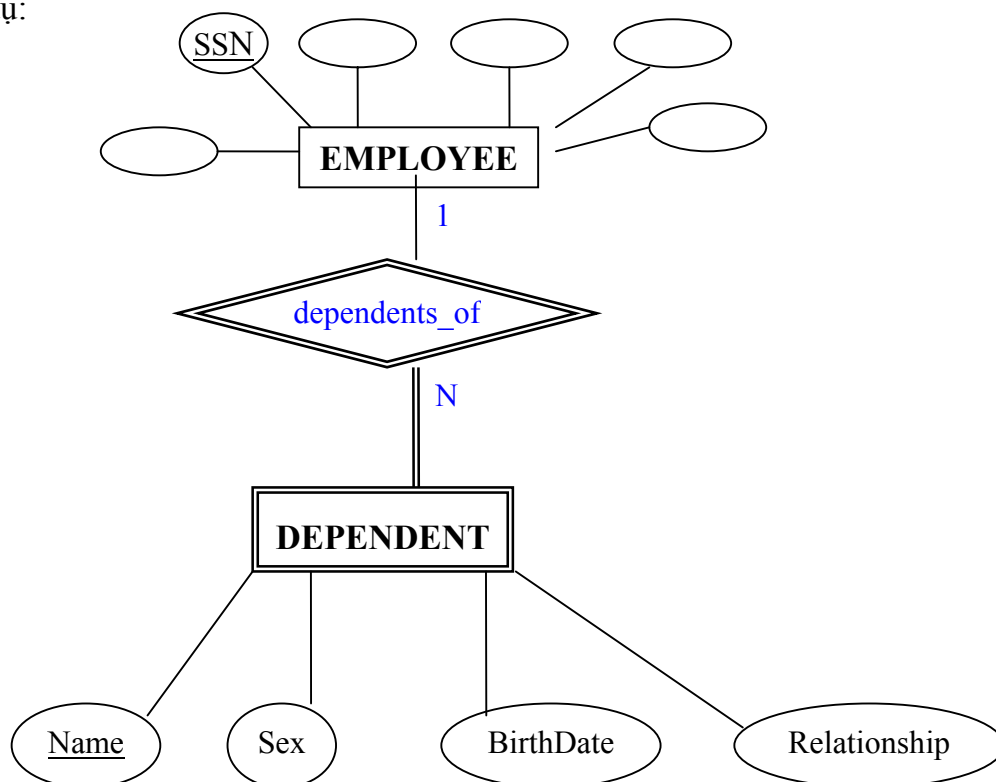 ụ:
SSN
EMPLOYEE
1
dependents_of
N
DEPENDENT
Name
Sex
BirthDate
Relationship